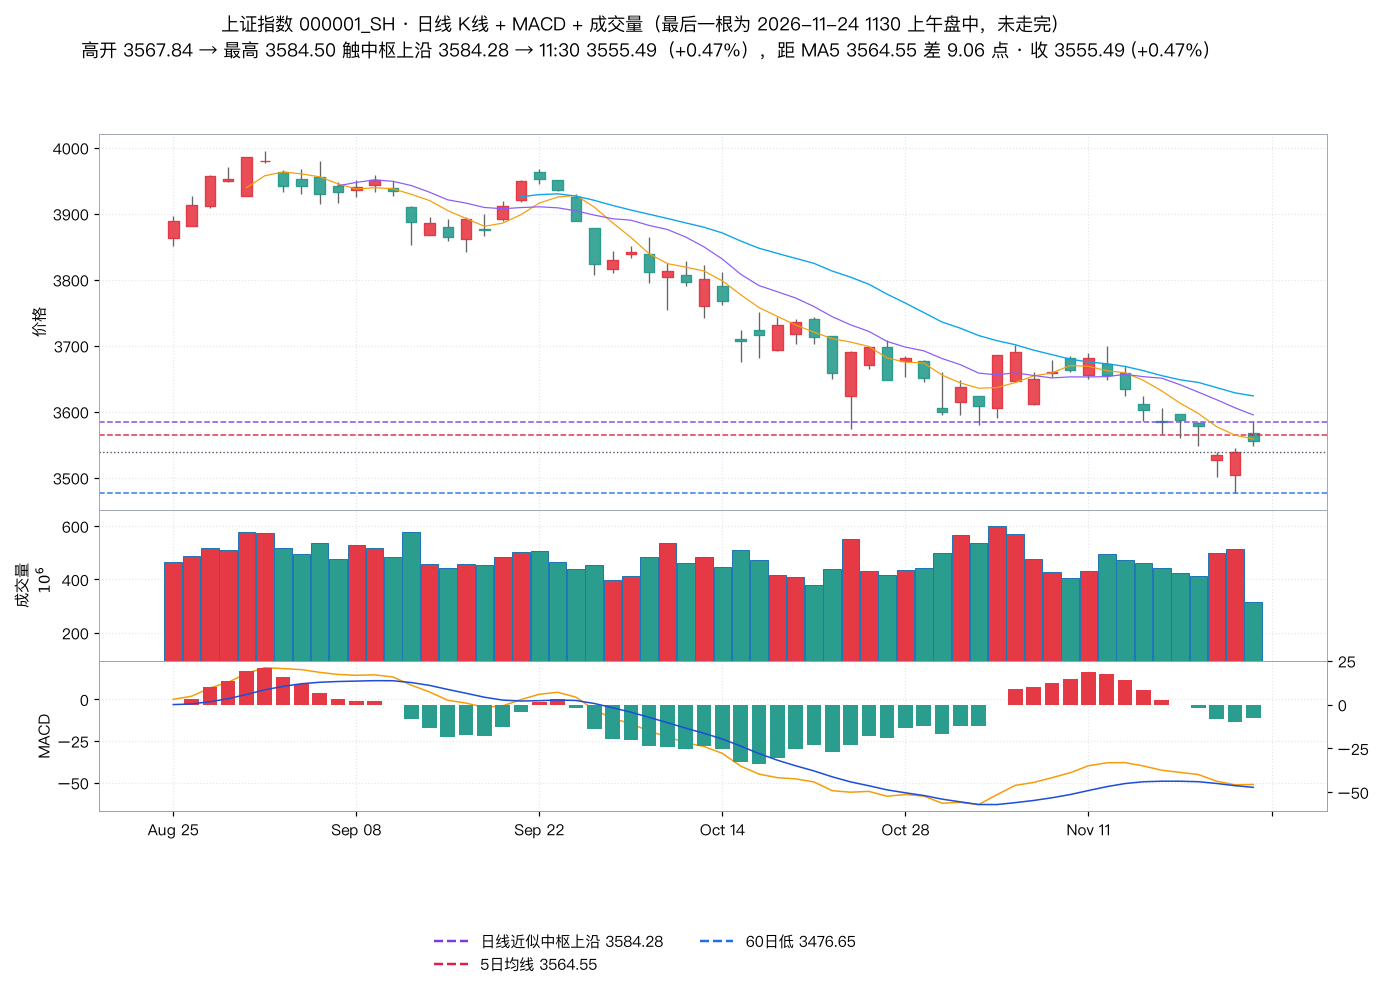 上证指数 000001_SH · 日线 K线 + MACD + 成交量（最后一根为 2026−11−24 1130 上午盘中，未走完）
高开 3567.84 → 最高 3584.50 触中枢上沿 3584.28 → 11:30 3555.49（+0.47%），距 MA5 3564.55 差 9.06 点 · 收 3555.49 (+0.47%)
4000
3900
3800
3700
3600
3500
价格
600
400
200
成交量
10⁶
25
0
−25
−50
0
−25
−50
MACD
Aug 25
Sep 08
Sep 22
Oct 14
Oct 28
Nov 11
日线近似中枢上沿 3584.28
60日低 3476.65
5日均线 3564.55